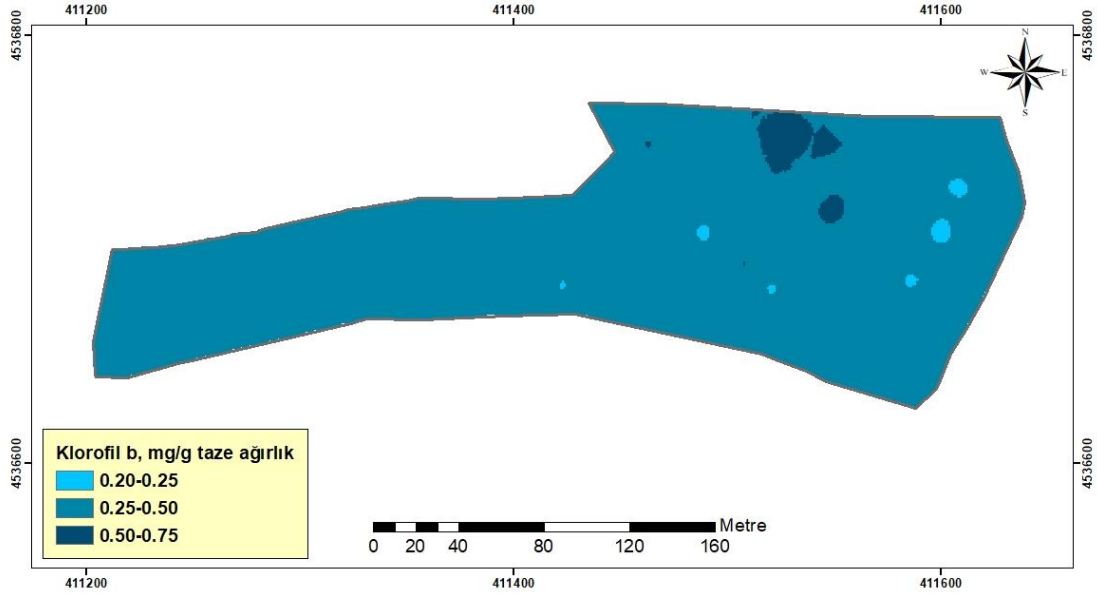 411200 411400 411600
4536800 4536800
N
W E
S
Klorofil b, mg/g taze ağırlık
0.20-0.25
0.25-0.50
0.50-0.75
4536600 4536600
Metre
0 20 40 80 120 160
411200 411400 411600